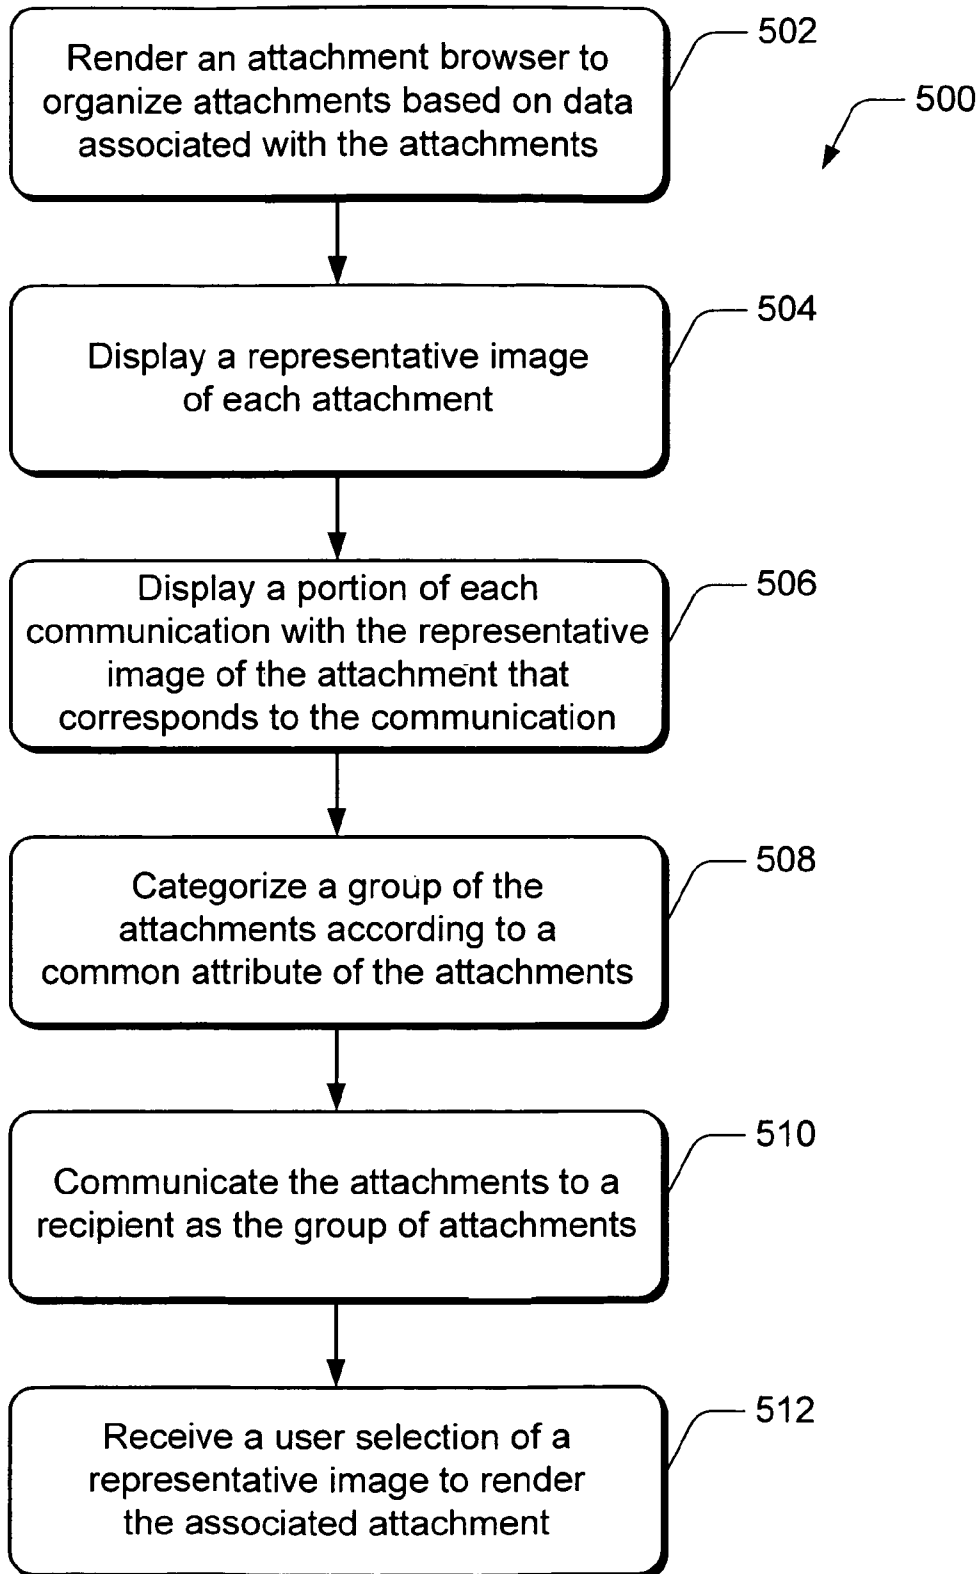 502
Render an attachment browser to
organize attachments based on data
associated with the attachments
500
504
Display a representative image
of each attachment
506
Display a portion of each
communication with the representative
image of the attachment that
corresponds to the communication
508
Categorize a group of the
attachments according to a
common attribute of the attachments
510
Communicate the attachments to a
recipient as the group of attachments
512
Receive a user selection of a
representative image to render
the associated attachment